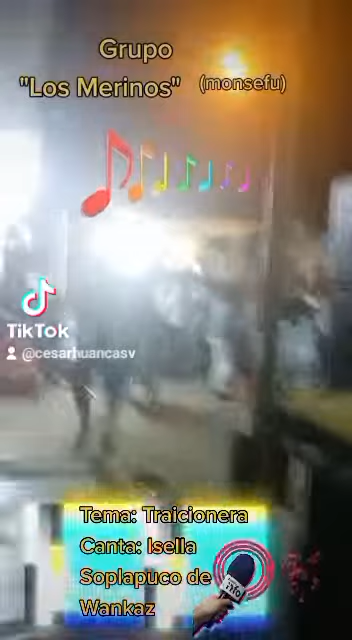 Grupo
"Los Merinos" (monsefu)
TikTok
@cesarhuancasv
Tema: Traicionera
Canta: Isella
Soplapuco de
Wankaz